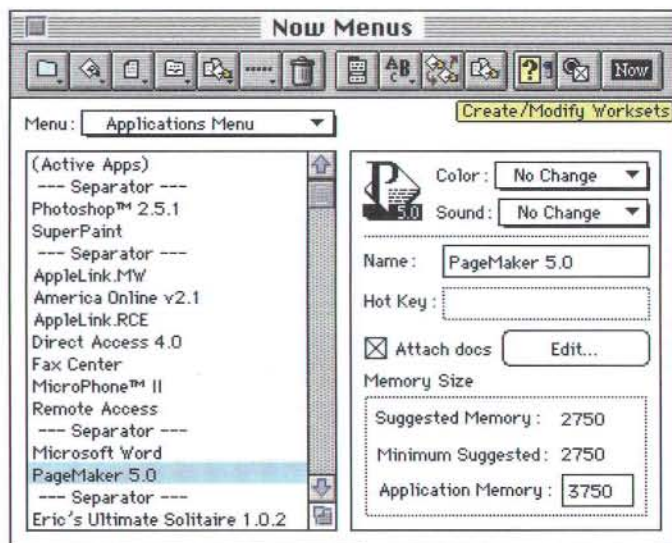 Now Menus
A B c
?
Now
Create/Modify Worksets
Menu: Applications Menu
(Active Apps)
--- Separator ---
Photoshop™ 2.5.1
SuperPaint
--- Separator ---
AppleLink.MW
America Online v2.1
AppleLink.RCE
Direct Access 4.0
Fax Center
MicroPhone™ II
Remote Access
--- Separator ---
Microsoft Word
PageMaker 5.0
--- Separator ---
Eric's Ultimate Solitaire 1.0.2
P 5.0
Color: No Change
Sound: No Change
Name: PageMaker 5.0
Hot Key:
Attach docs Edit...
Memory Size
Suggested Memory: 2750
Minimum Suggested: 2750
Application Memory: 3750